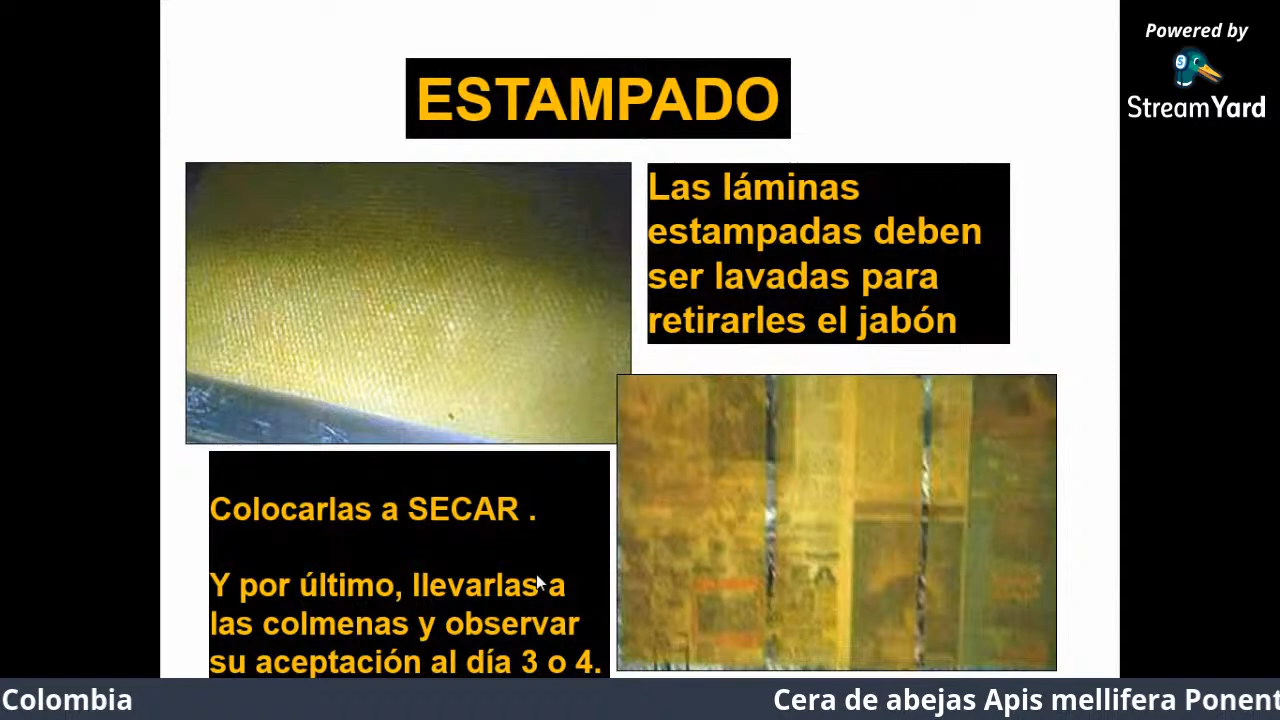 Powered by
StreamYard
ESTAMPADO
Las láminas
estampadas deben
ser lavadas para
retirarles el jabón
Colocarlas a SECAR .
Y por último, llevarlas a
las colmenas y observar
su aceptación al día 3 o 4.
Colombia
Cera de abejas Apis mellifera Ponent